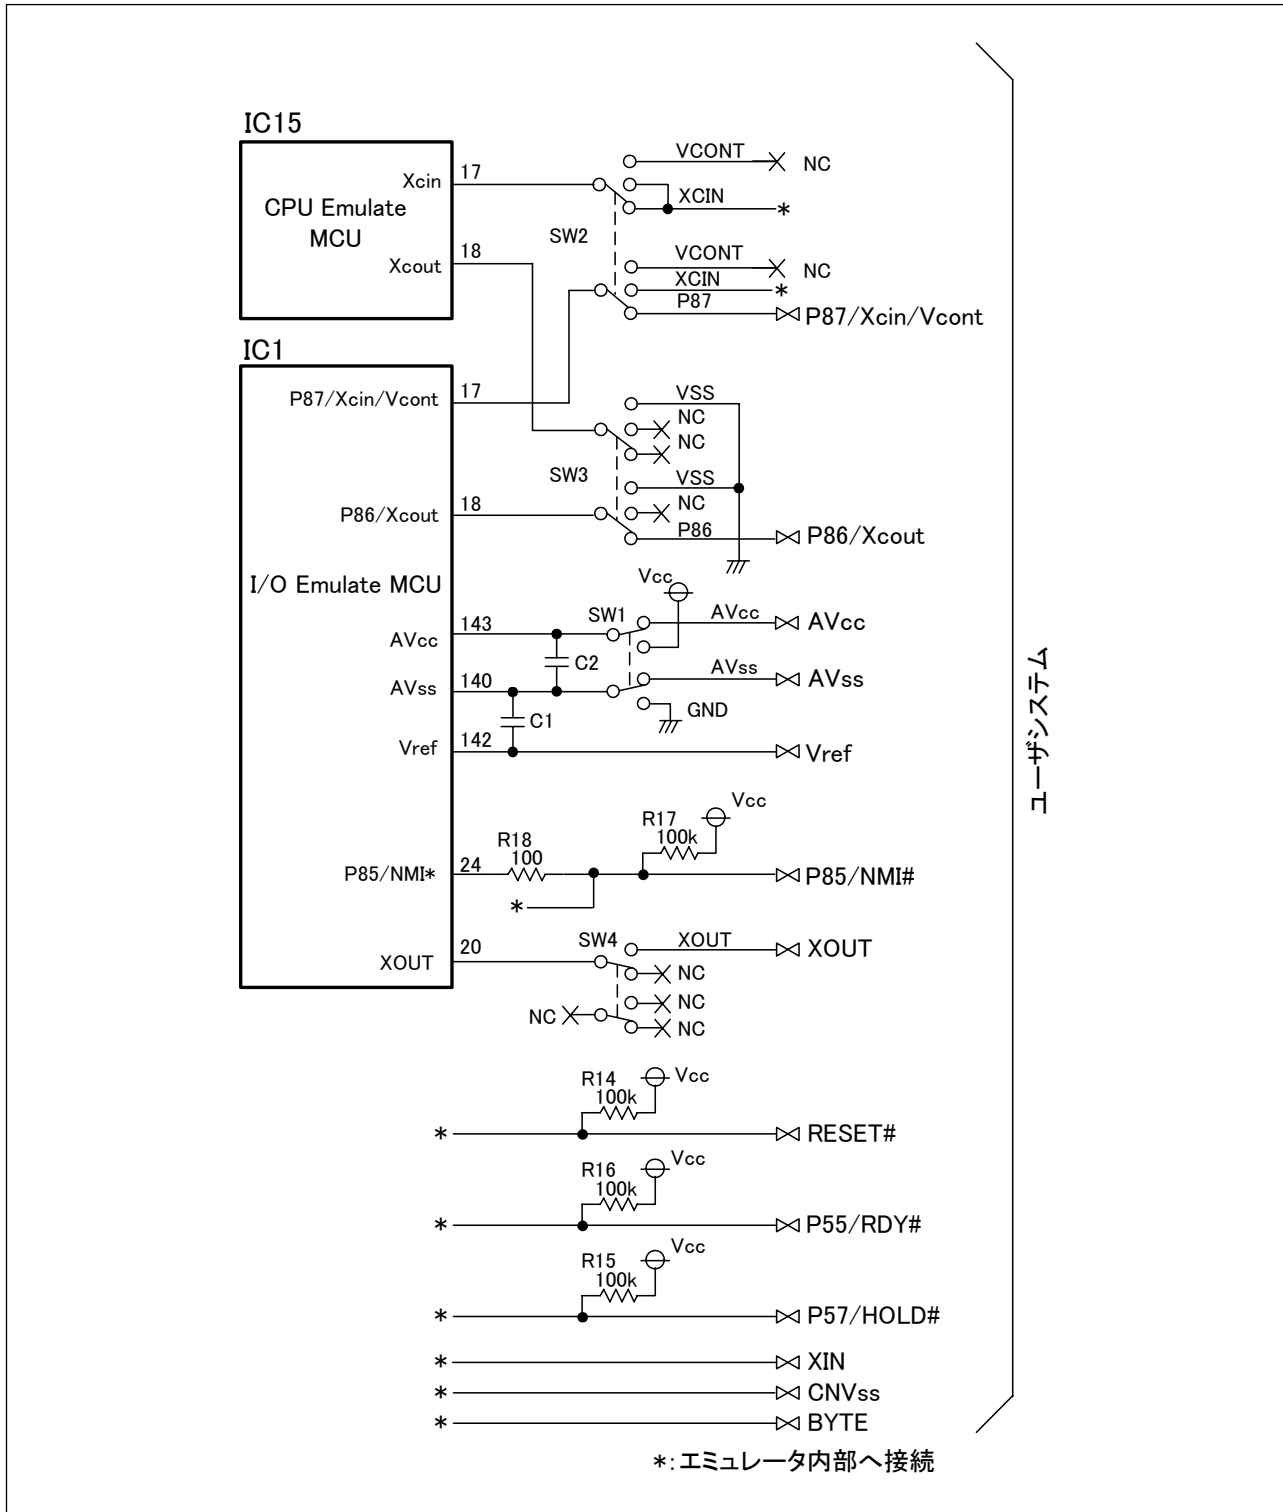 IC15
CPU Emulate
MCU
Xcin
17
Xcout
18
SW2
VCONT
NC
XCIN
*
VCONT
NC
XCIN
*
P87
P87/Xcin/Vcont
IC1
I/O Emulate MCU
P87/Xcin/Vcont
17
VSS
NC
NC
SW3
VSS
NC
P86/Xcout
18
P86
P86/Xcout
Vcc
SW1
AVcc
143
AVcc
AVcc
C2
AVss
140
AVss
AVss
C1
GND
Vref
142
Vref
Vcc
R17
100k
R18
100
P85/NMI*
24
P85/NMI#
*
XOUT
20
SW4
XOUT
XOUT
NC
NC
NC
NC
R14
100k
Vcc
*
RESET#
R16
100k
Vcc
*
P55/RDY#
R15
100k
Vcc
*
P57/HOLD#
*
XIN
*
CNVss
*
BYTE
*:エミュレータ内部へ接続
ユーザシステム